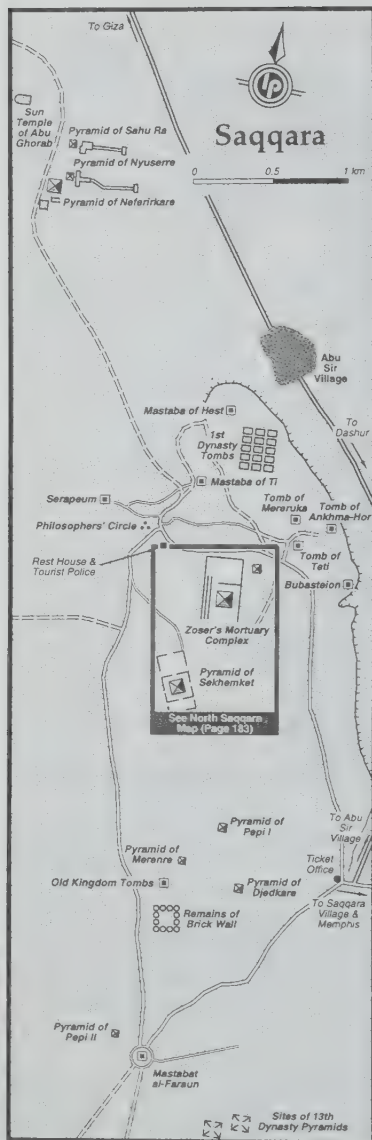 To Giza
LP
Saqqara
0 0.5 1 km
Sun
Temple
of Abu
Ghorab
Pyramid of Sahu Ra
Pyramid of Nyuserre
Pyramid of Neferirkare
Abu
Sir
Village
To
Dashur
Mastaba of Hest
1st
Dynasty
Tombs
Mastaba of Ti
Serapeum
Tomb of
Mereruka
Tomb of
Ankhma-Hor
Philosophers' Circle
Rest House &
Tourist Police
Tomb of
Teti
Bubasteion
Zoser's Mortuary
Complex
Pyramid of
Sekhemket
See North Saqqara
Map (Page 183)
Pyramid of
Pepi I
To Abu
Sir
Village
Pyramid of
Merenre
Ticket
Office
Old Kingdom Tombs
Pyramid of
Djedkare
To Saqqara
Village &
Memphis
Remains of
Brick Wall
Pyramid of
Pepi II
Mastabat
al-Faraun
Sites of 13th
Dynasty Pyramids